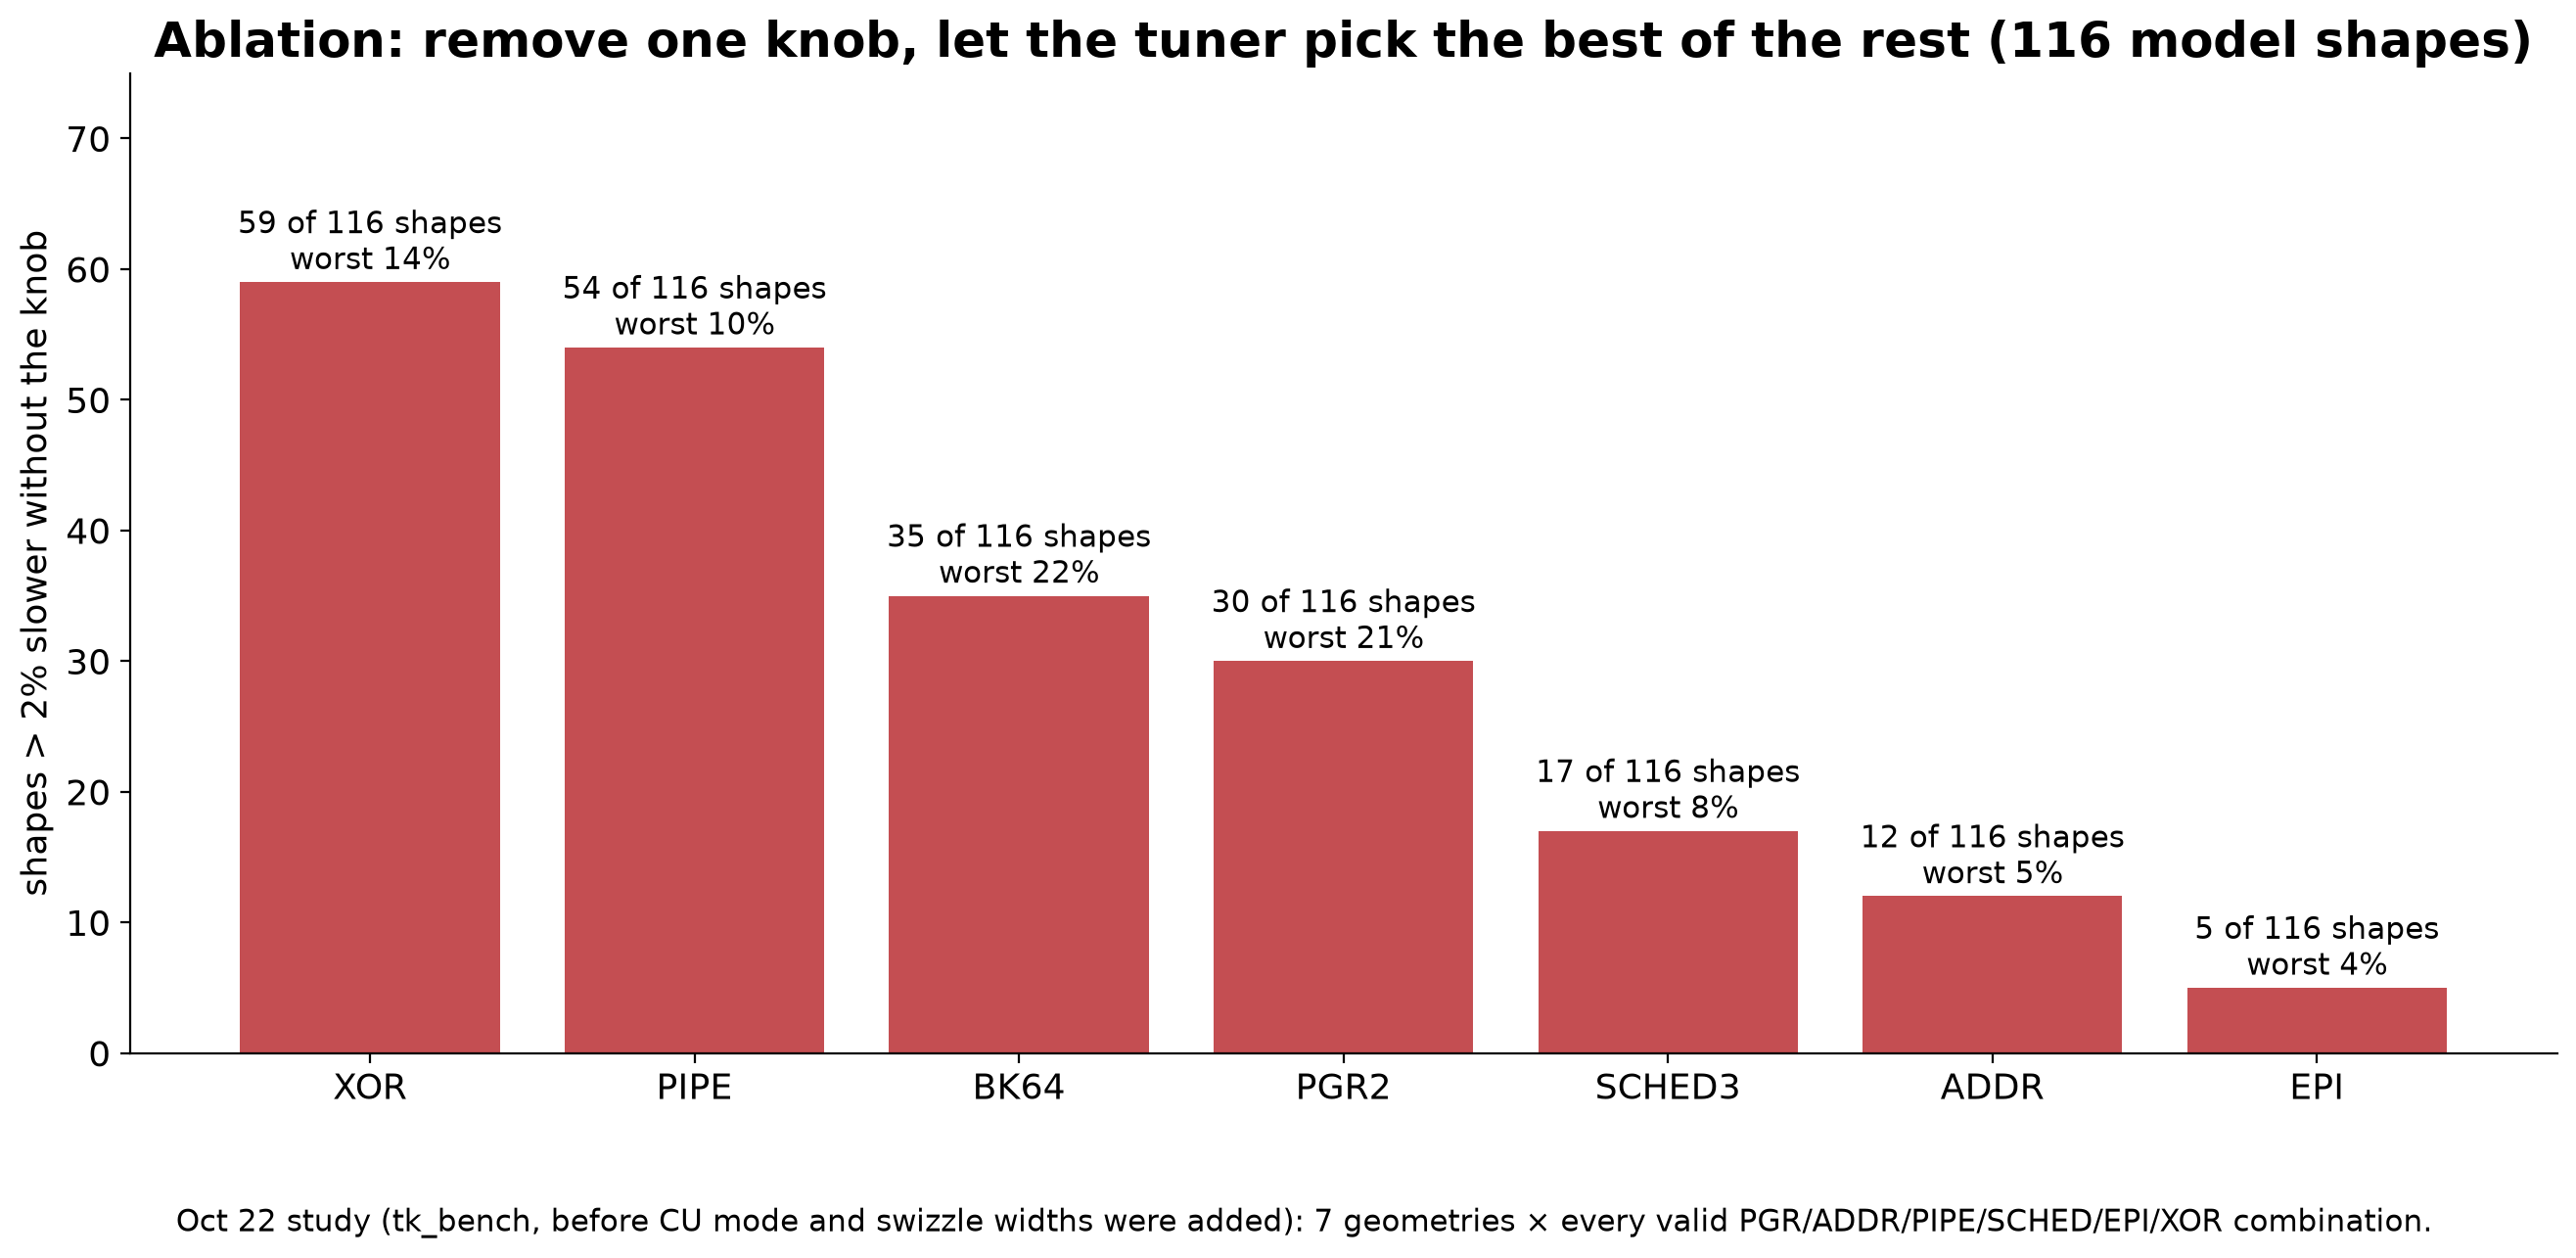 Ablation: remove one knob, let the tuner pick the best of the rest (116 model shapes)
shapes > 2% slower without the knob
70
60
50
40
30
20
10
0
59 of 116 shapes
worst 14%
54 of 116 shapes
worst 10%
35 of 116 shapes
worst 22%
30 of 116 shapes
worst 21%
17 of 116 shapes
worst 8%
12 of 116 shapes
worst 5%
5 of 116 shapes
worst 4%
XOR
PIPE
BK64
PGR2
SCHED3
ADDR
EPI
Oct 22 study (tk_bench, before CU mode and swizzle widths were added): 7 geometries × every valid PGR/ADDR/PIPE/SCHED/EPI/XOR combination.